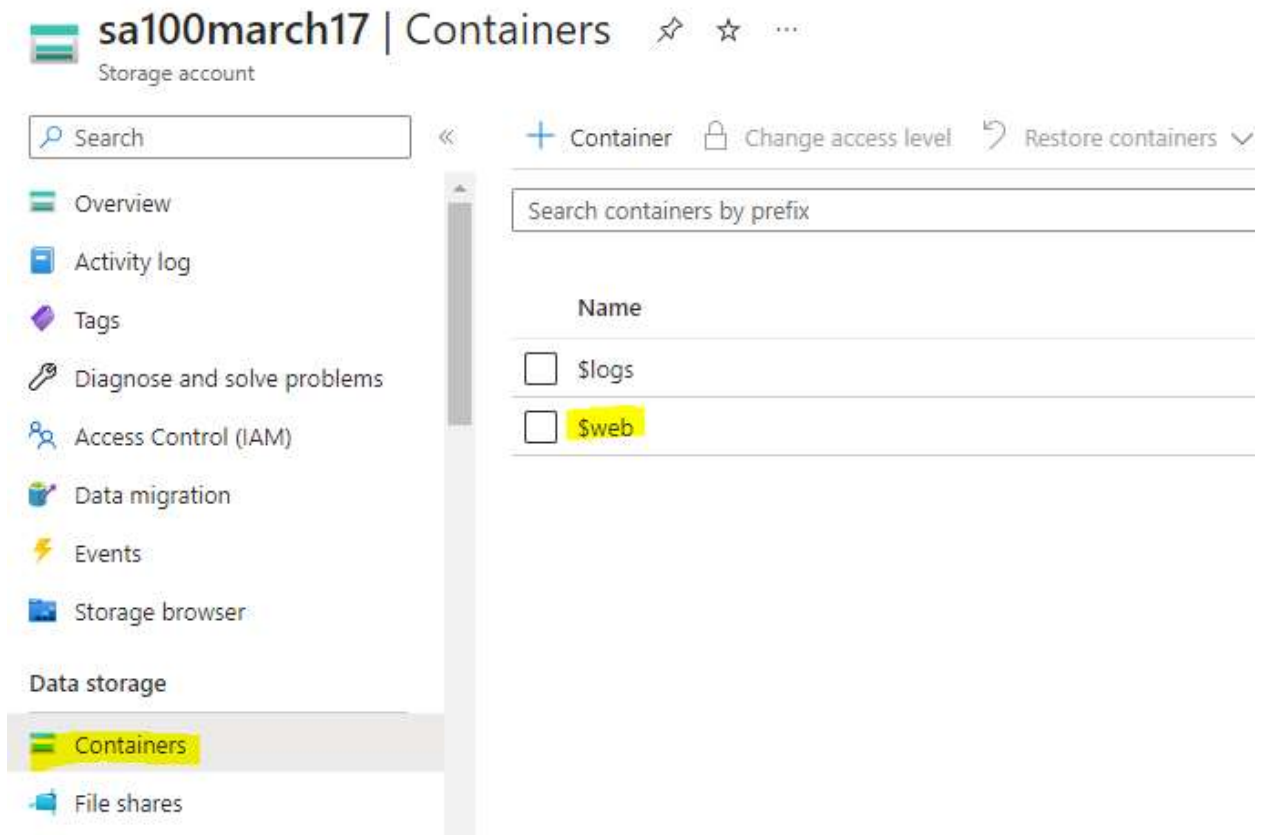 sa100march17 | Containers ...
Storage account
Search
Overview
Activity log
Tags
Diagnose and solve problems
Access Control (IAM)
Data migration
Events
Storage browser
Data storage
Containers
File shares
+ Container Change access level Restore containers
Search containers by prefix
Name
$logs
$web